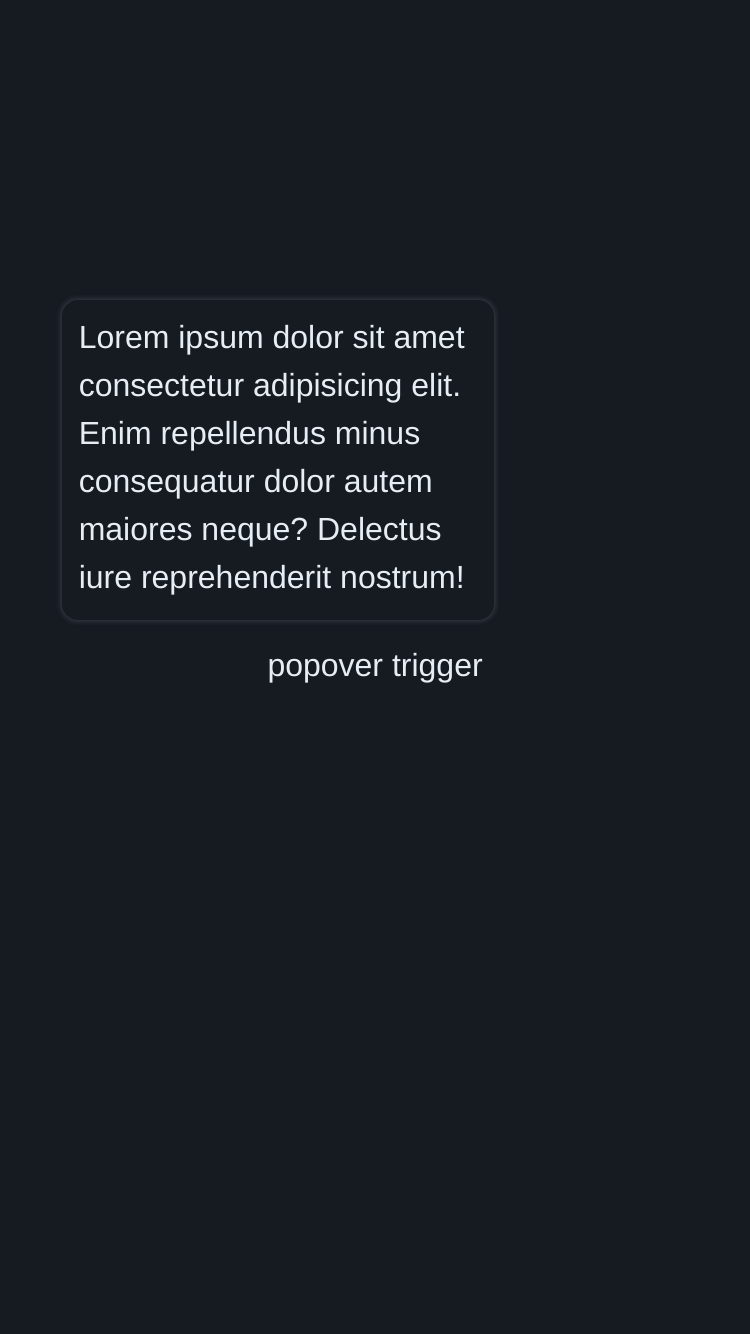 Lorem ipsum dolor sit amet
consectetur adipisicing elit.
Enim repellendus minus
consequatur dolor autem
maiores neque? Delectus
iure reprehenderit nostrum!
popover trigger